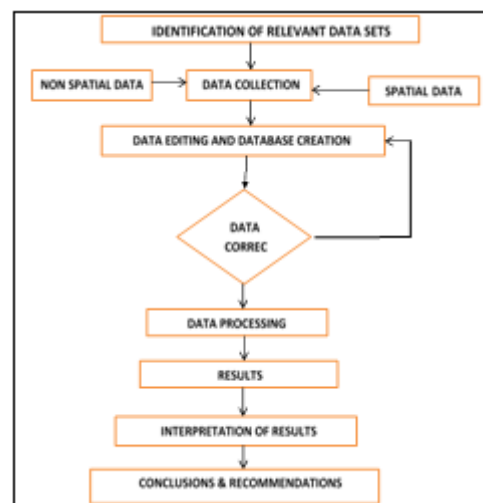 IDENTIFICATION OF RELEVANT DATA SETS
NON SPATIAL DATA
DATA COLLECTION
SPATIAL DATA
DATA EDITING AND DATABASE CREATION
DATA
CORREC
DATA PROCESSING
RESULTS
INTERPRETATION OF RESULTS
CONCLUSIONS & RECOMMENDATIONS